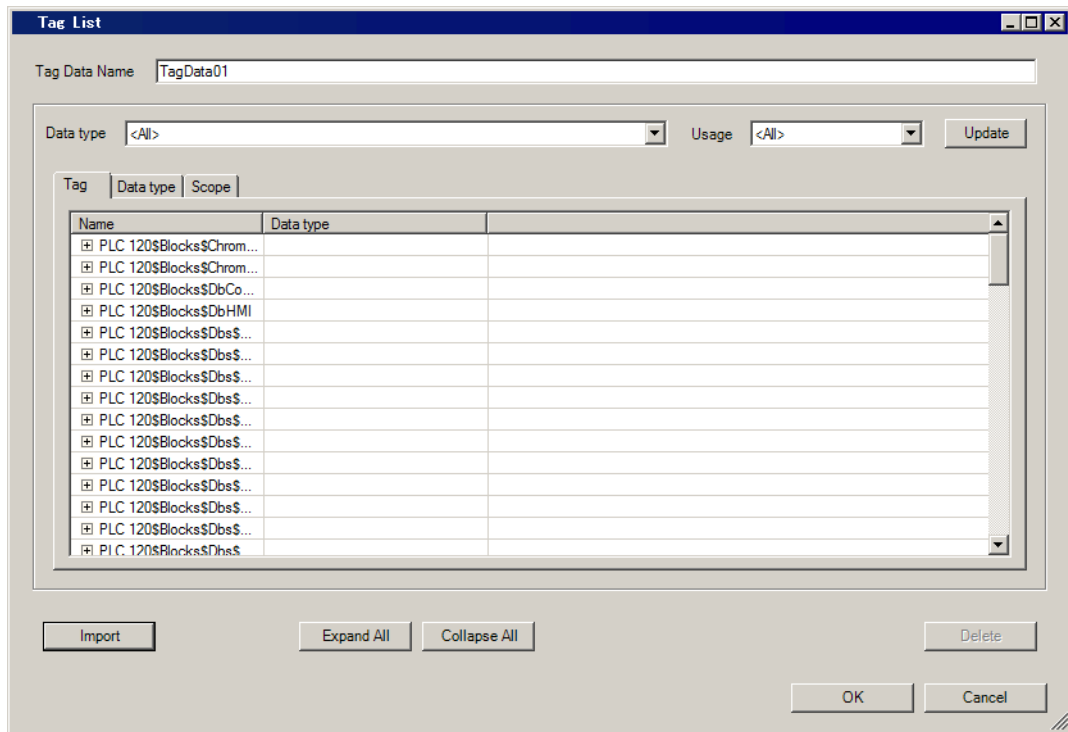 Tag List
Tag Data Name TagData01
Data type <All> Usage <All> Update
Tag Data type Scope
Name Data type
PLC 120$Blocks$Chrom...
PLC 120$Blocks$Chrom...
PLC 120$Blocks$DbCo...
PLC 120$Blocks$DbHMI
PLC 120$Blocks$Dbs$...
PLC 120$Blocks$Dbs$...
PLC 120$Blocks$Dbs$...
PLC 120$Blocks$Dbs$...
PLC 120$Blocks$Dbs$...
PLC 120$Blocks$Dbs$...
PLC 120$Blocks$Dbs$...
PLC 120$Blocks$Dbs$...
PLC 120$Blocks$Dbs$...
PLC 120$Blocks$Dbs$...
PLC 120$Blocks$Dbs$
Import Expand All Collapse All Delete
OK Cancel